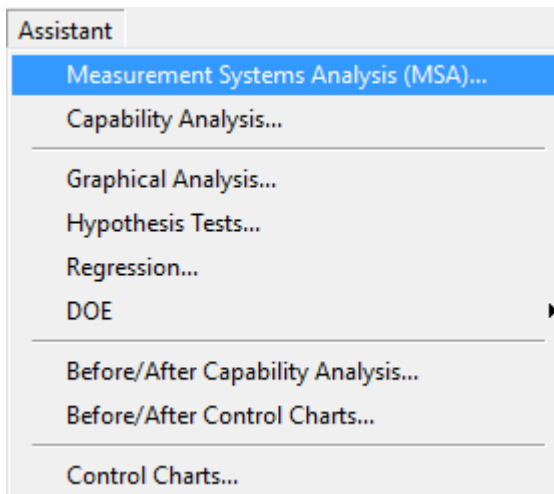 Assistant
Measurement Systems Analysis (MSA)...
Capability Analysis...
Graphical Analysis...
Hypothesis Tests...
Regression...
DOE
Before/After Capability Analysis...
Before/After Control Charts...
Control Charts...